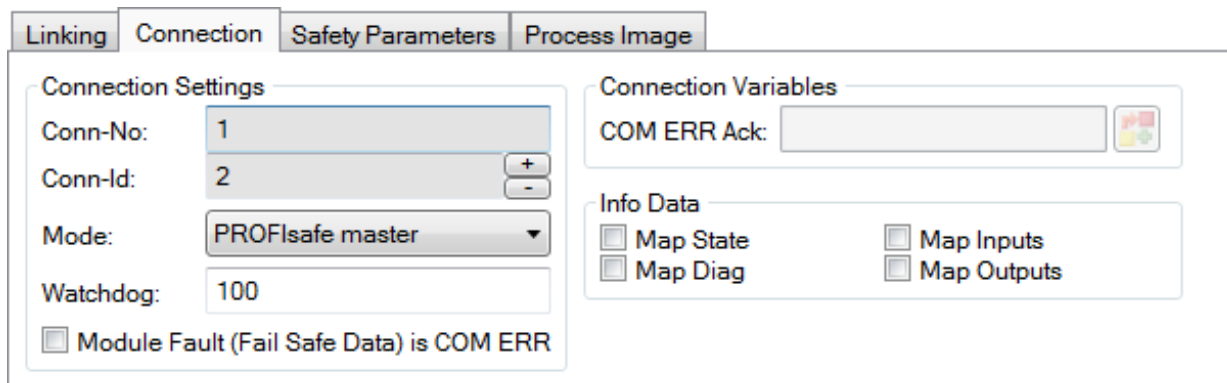 Linking Connection Safety Parameters Process Image
Connection Settings
Conn-No: 1
Conn-Id: 2
+
-
Mode: PROFIsafe master
Watchdog: 100
Module Fault (Fail Safe Data) is COM ERR
Connection Variables
COM ERR Ack:
Info Data
Map State Map Inputs
Map Diag Map Outputs